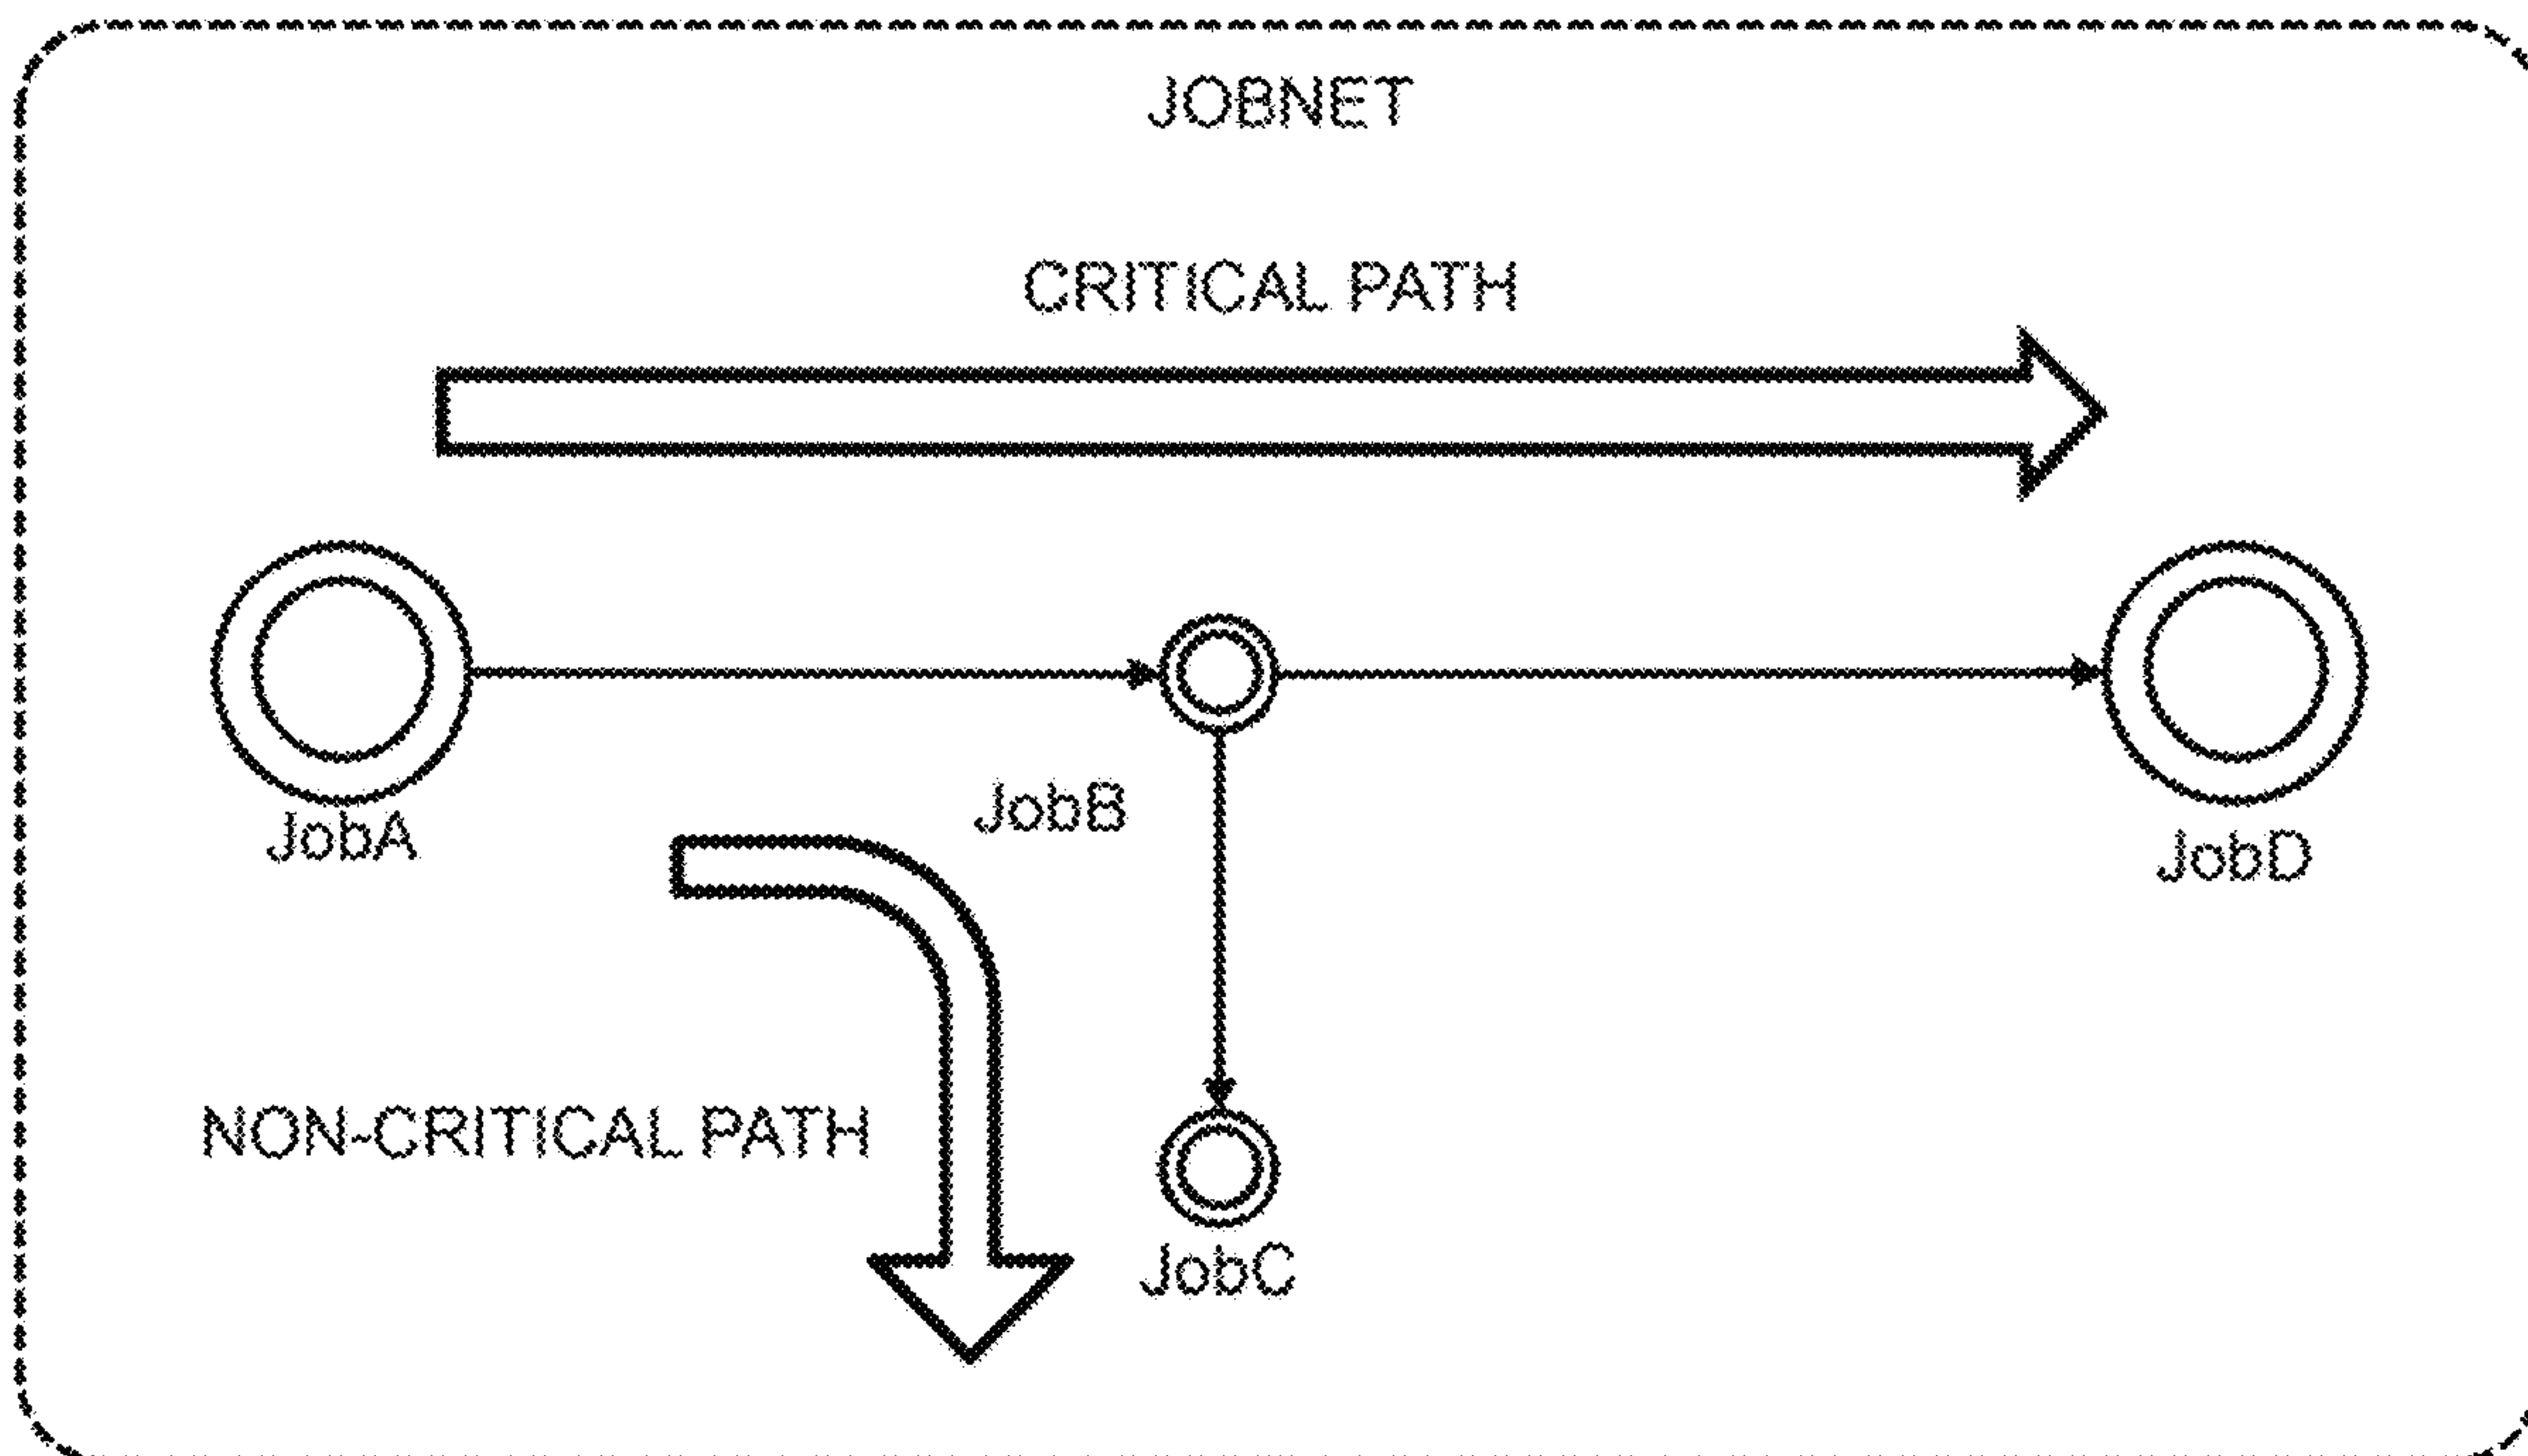 JOBNET
CRITICAL PATH
JobA
JobB
JobD
NON-CRITICAL PATH
JobC